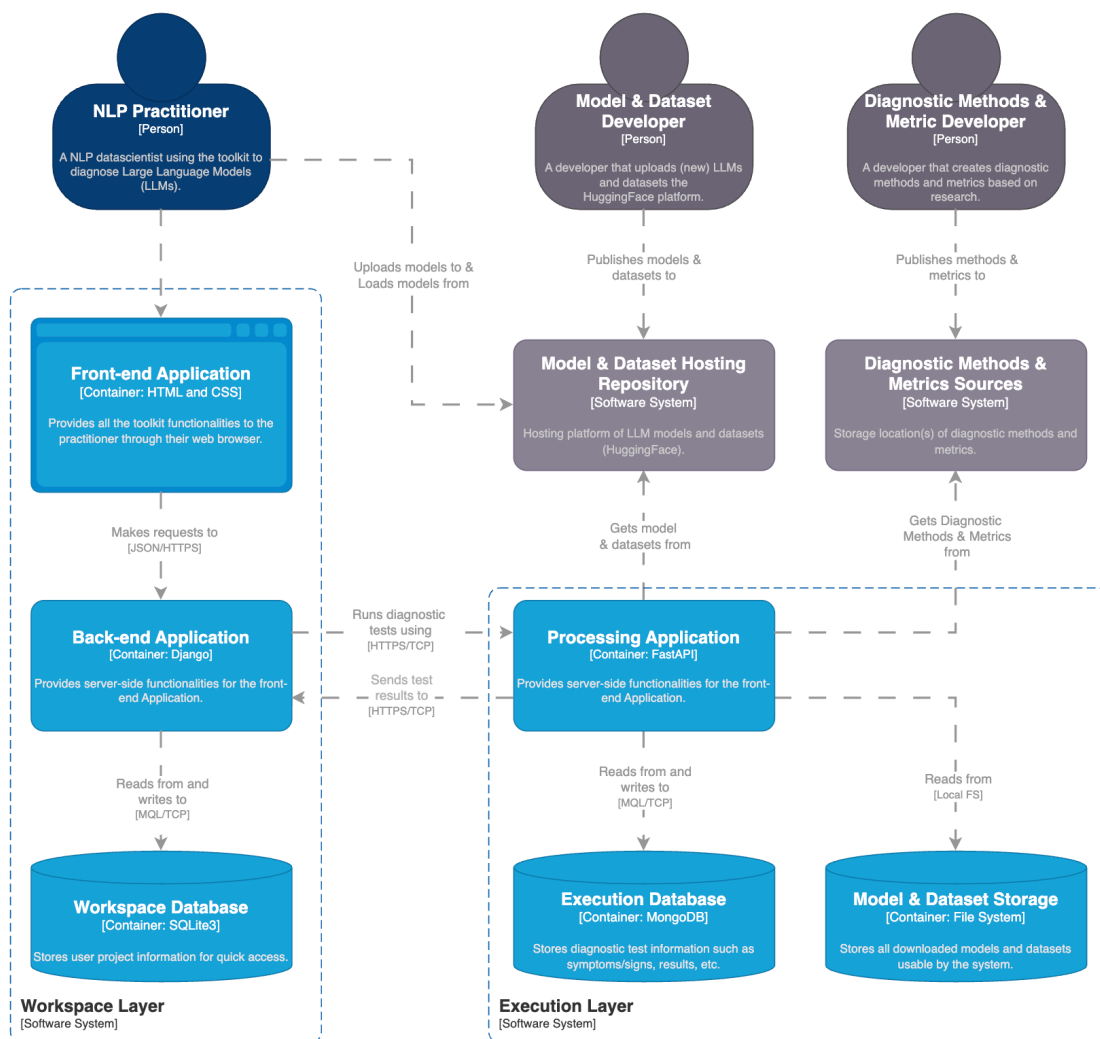 NLP Practitioner
[Person]
A NLP datascientist using the toolkit to
diagnose Large Language Models
(LLMs).
Model & Dataset
Developer
[Person]
A developer that uploads (new) LLMs
and datasets the
HuggingFace platform.
Diagnostic Methods &
Metric Developer
[Person]
A developer that creates diagnostic
methods and metrics based on
research.
Uploads models to &
Loads models from
Publishes models &
datasets to
Publishes methods &
metrics to
Front-end Application
[Container: HTML and CSS]
Provides all the toolkit functionalities to the
practitioner through their web browser.
Model & Dataset Hosting
Repository
[Software System]
Hosting platform of LLM models and datasets
(HuggingFace).
Diagnostic Methods &
Metrics Sources
[Software System]
Storage location(s) of diagnostic methods and
metrics.
Makes requests to
[JSON/HTTPS]
Gets model
& datasets from
Gets Diagnostic
Methods & Metrics
from
Back-end Application
[Container: Django]
Provides server-side functionalities for the front-
end Application.
Runs diagnostic
tests using
[HTTPS/TCP]
Sends test
results to
[HTTPS/TCP]
Processing Application
[Container: FastAPI]
Provides server-side functionalities for the front-
end Application.
Reads from and
writes to
[MQL/TCP]
Reads from and
writes to
[MQL/TCP]
Reads from
[Local FS]
Workspace Database
[Container: SQLite3]
Stores user project information for quick access.
Execution Database
[Container: MongoDB]
Stores diagnostic test information such as
symptoms/signs, results, etc.
Model & Dataset Storage
[Container: File System]
Stores all downloaded models and datasets
usable by the system.
Workspace Layer
[Software System]
Execution Layer
[Software System]